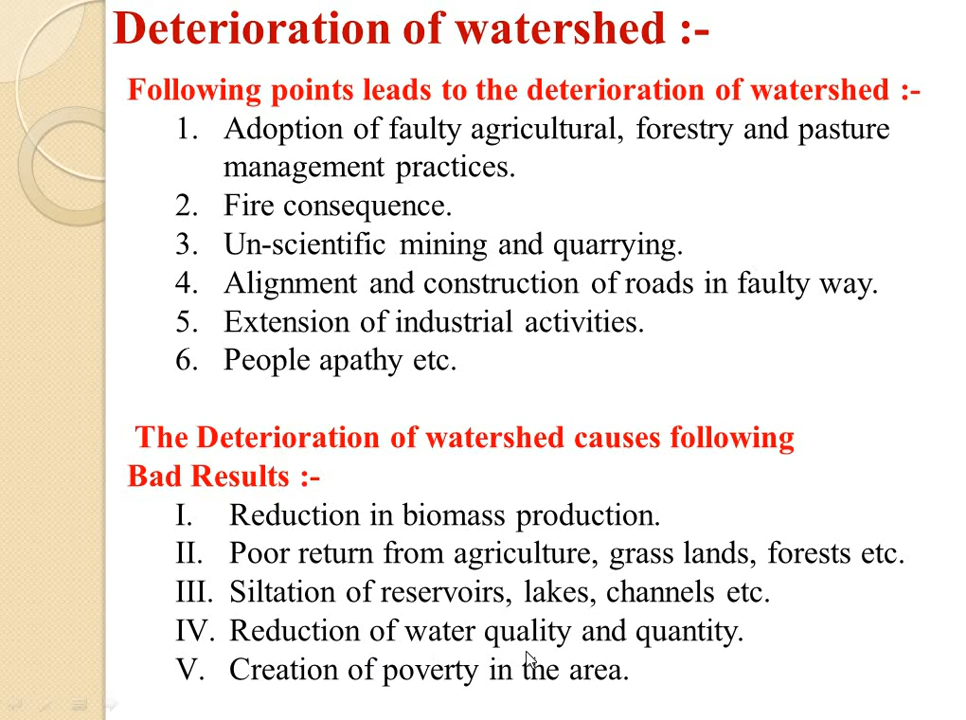 Deterioration of watershed :-
Following points leads to the deterioration of watershed :-
1. Adoption of faulty agricultural, forestry and pasture
management practices.
2. Fire consequence.
3. Un-scientific mining and quarrying.
4. Alignment and construction of roads in faulty way.
5. Extension of industrial activities.
6. People apathy etc.
The Deterioration of watershed causes following
Bad Results :-
I. Reduction in biomass production.
II. Poor return from agriculture, grass lands, forests etc.
III. Siltation of reservoirs, lakes, channels etc.
IV. Reduction of water quality and quantity.
V. Creation of poverty in the area.